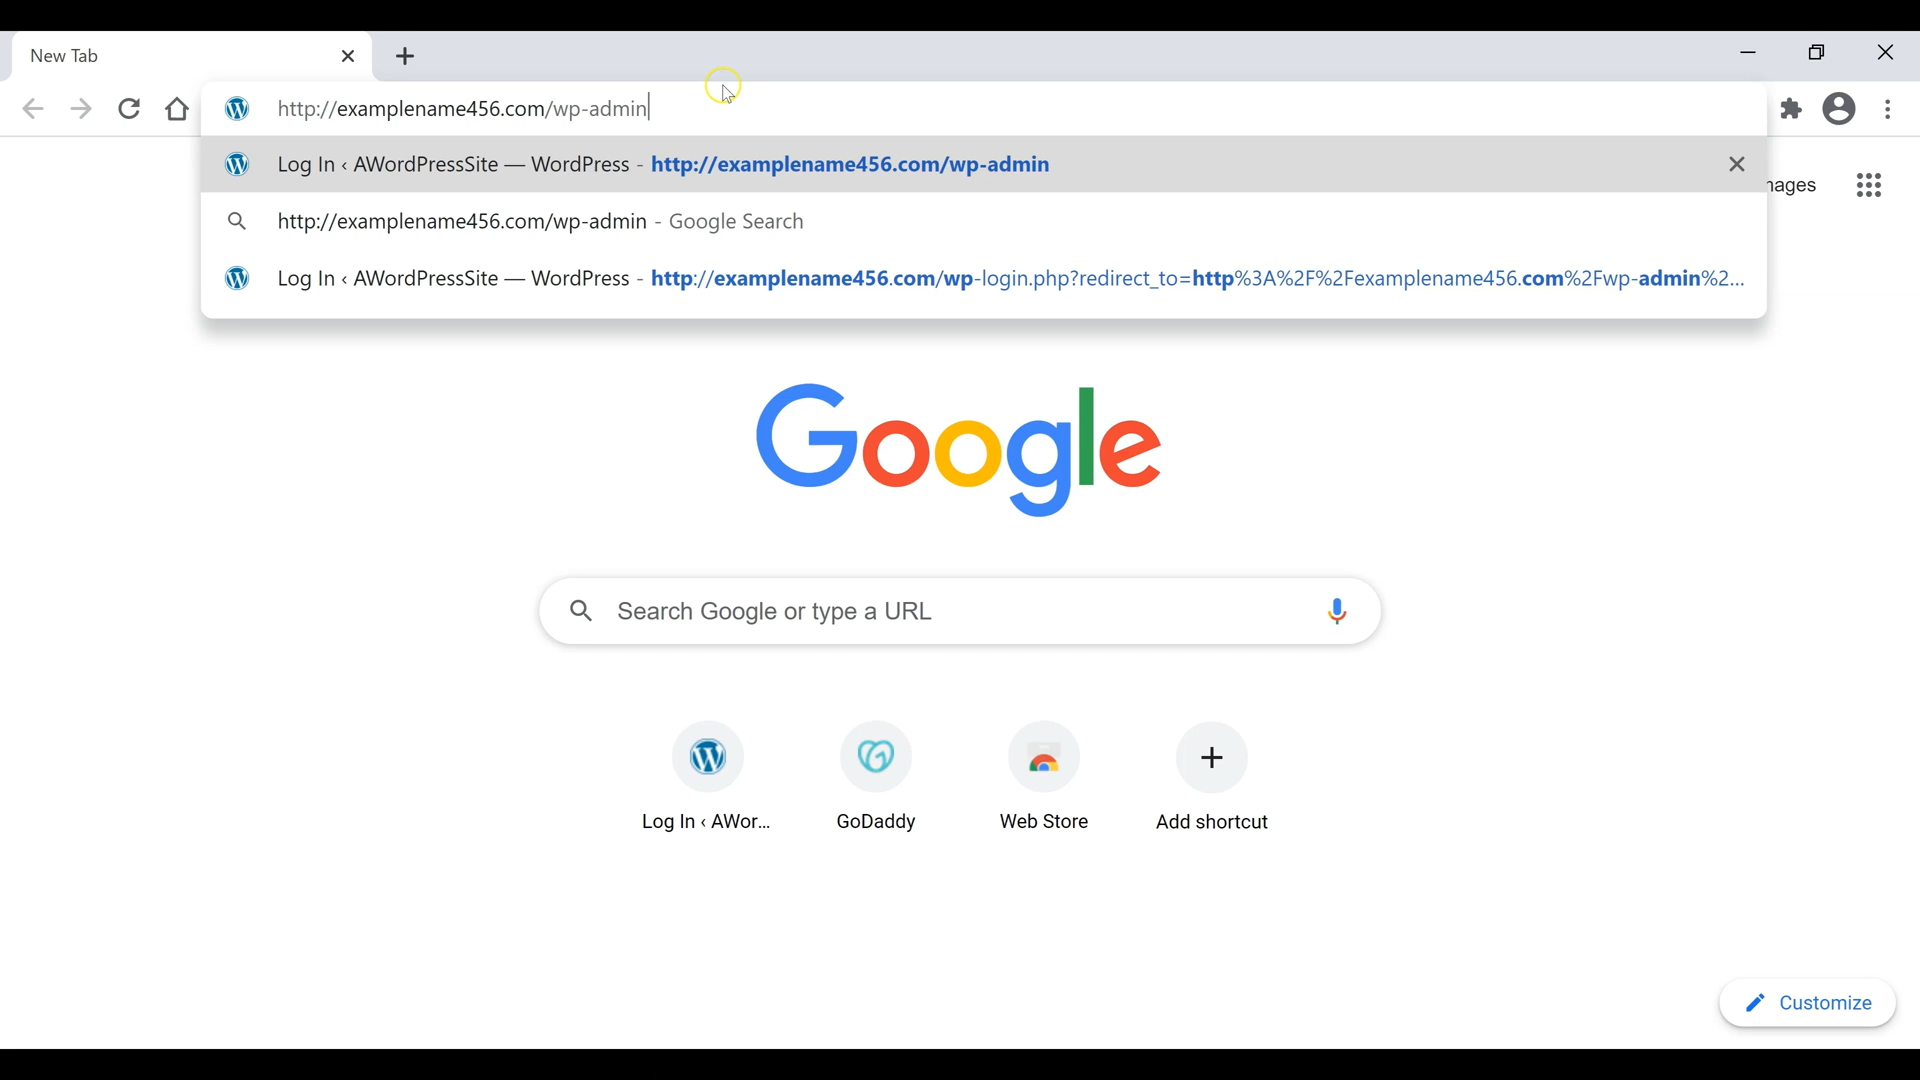 New Tab
http://examplename456.com/wp-admin
Log In ‹ AWordPressSite — WordPress - http://examplename456.com/wp-admin
mages
http://examplename456.com/wp-admin - Google Search
Log In ‹ AWordPressSite — WordPress - http://examplename456.com/wp-login.php?redirect_to=http%3A%2F%2Fexamplename456.com%2Fwp-admin%2...
Google
Search Google or type a URL
Log In ‹ AWor... GoDaddy Web Store Add shortcut
Customize